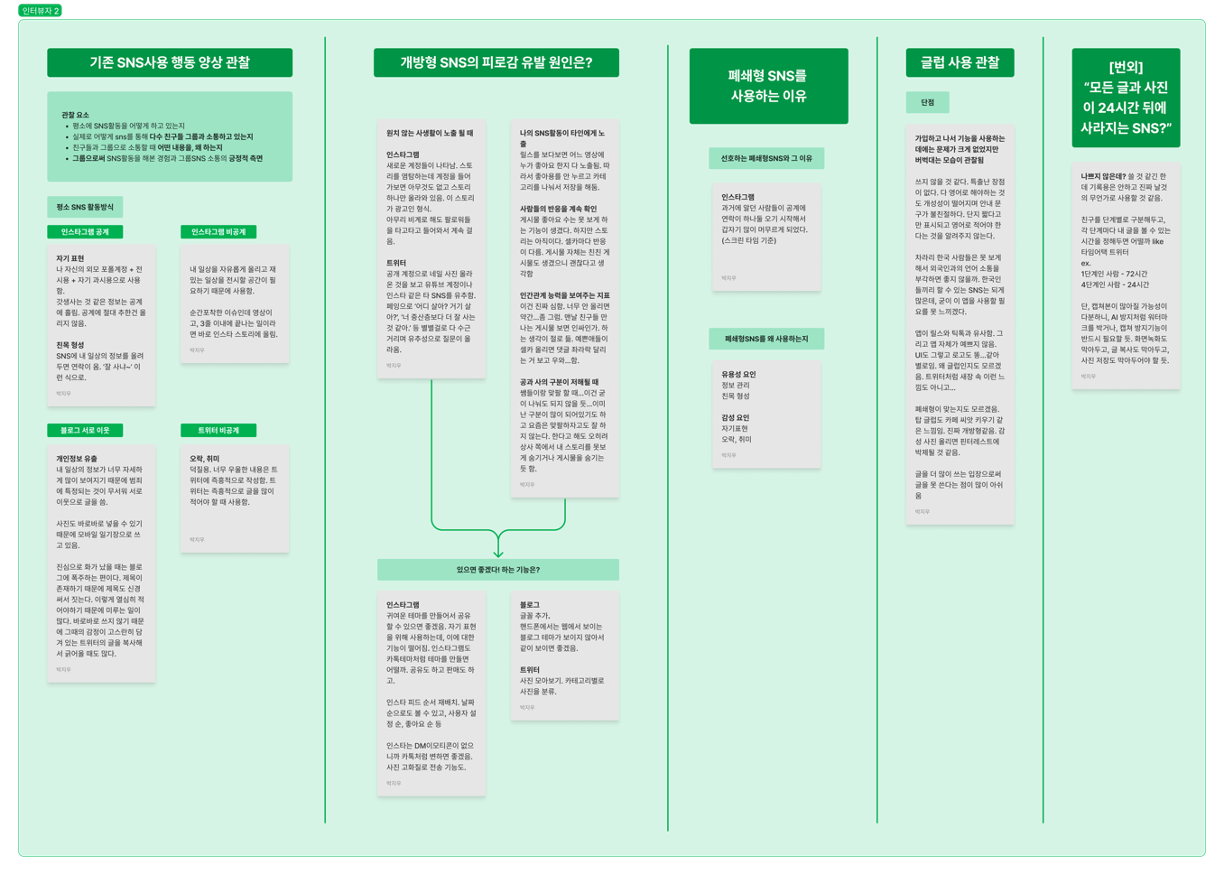 인터뷰자 2
기존 SNS사용 행동 양상 관찰
관찰 요소
• 평소에 SNS활동을 어떻게 하고 있는지
• 실제로 어떻게 sns를 통해 다수 친구들 그룹과 소통하고 있는지
• 친구들과 그룹으로 소통할 때 어떤 내용을, 왜 하는지
• 그룹으로써 SNS활동을 해본 경험과 그룹SNS 소통의 긍정적 측면
평소 SNS 활동방식
인스타그램 공계
자기 표현
나 자신의 외모 포폴계정 + 전
시용 + 자기 과시용으로 사용
함.
갓생사는 것 같은 정보는 공계
에 흘림. 공계에 절대 추한건 올
리지 않음.
친목 형성
SNS에 내 일상의 정보를 올려
두면 연락이 옴. '잘 사냐~' 이
런 식으로.
박지우
인스타그램 비공계
내 일상을 자유롭게 올리고 재
밌는 일상을 전시할 공간이 필
요하기 때문에 사용함.
순간포착한 이슈인데 영상이
고, 3줄 이내에 끝나는 일이라
면 바로 인스타 스토리에 올림.
박지우
블로그 서로 이웃
개인정보 유출
내 일상의 정보가 너무 자세하
게 많이 보여지기 때문에 범죄
에 특정되는 것이 무서워 서로
이웃으로 글을 씀.
사진도 바로바로 넣을 수 있기
때문에 모바일 일기장으로 쓰
고 있음.
진심으로 화가 났을 때는 블로
그에 폭주하는 편이다. 제목이
존재하기 때문에 제목도 신경
써서 짓는다. 이렇게 열심히 적
어야하기 때문에 미루는 일이
많다. 바로바로 쓰지 않기 때문
에 그때의 감정이 고스란히 담
겨 있는 트위터의 글을 복사해
서 긁어올 때도 많다.
박지우
트위터 비공계
오락, 취미
덕질용. 너무 우울한 내용은 트
위터에 즉흥적으로 작성함. 트
위터는 즉흥적으로 글을 많이
적어야 할 때 사용함.
박지우
개방형 SNS의 피로감 유발 원인은?
원치 않는 사생활이 노출 될 때
인스타그램
새로운 계정들이 나타남. 스토
리를 염탐하는데 계정을 들어
가보면 아무것도 없고 스토리
하나만 올라와 있음. 이 스토리
가 광고인 형식.
아무리 비계로 해도 팔로워들
을 타고타고 들어와서 계속 걸
음.
트위터
공개 계정으로 네일 사진 올라
온 것을 보고 유튜브 계정이나
인스타 같은 타 SNS를 유추함.
페잉으로 '어디 살아? 거기 살
아?', '너 중산층보다 더 잘 사는
것 같아.' 등 별별걸로 다 수근
거리며 유추성으로 질문이 올
라옴.
박지우
나의 SNS활동이 타인에게 노
출
릴스를 보다보면 어느 영상에
누가 좋아요 한지 다 노출됨. 따
라서 좋아용를 안 누르고 카테
고리를 나눠서 저장을 해둠.
사람들의 반응을 계속 확인
게시물 좋아요 수는 못 보게 하
는 기능이 생겼다. 하지만 스토
리는 아직이다. 셀카마다 반응
이 다름. 게시물 자체는 진진 게
시물도 생겼으니 괜찮다고 생
각함
인간관계 능력을 보여주는 지표
이건 진짜 심함. 너무 안 올리면
약간…좀 그럼. 맨날 친구들 만
나는 게시물 보면 인싸인가. 하
는 생각이 절로 듦. 예쁜애들이
셀카 올리면 댓글 좌라락 달리
는 거 보고 우와…함.
공과 사의 구분이 저해될 때
쌤들이랑 맞팔 할 때…이건 굳
이 나눠도 되지 않을 듯…이미
난 구분이 많이 되어있기도 하
고 요즘은 맞팔하자고도 잘 하
지 않는다. 한다고 해도 오히려
상사 쪽에서 내 스토리를 못보
게 숨기거나 게시물을 숨기는
듯 함.
박지우
있으면 좋겠다! 하는 기능은?
인스타그램
귀여운 테마를 만들어서 공유
할 수 있으면 좋겠음. 자기 표현
을 위해 사용하는데, 이에 대한
기능이 떨어짐. 인스타그램도
카톡테마처럼 테마를 만들면
어떨까. 공유도 하고 판매도 하
고.
인스타 피드 순서 재배치. 날짜
순으로도 볼 수 있고, 사용자 설
정 순, 좋아요 순 등
인스타는 DM이모티콘이 없으
니까 카톡처럼 변하면 좋겠음.
사진 고화질로 전송 기능도.
박지우
블로그
글꼴 추가.
핸드폰에서는 웹에서 보이는
블로그 테마가 보이지 않아서
같이 보이면 좋겠음.
트위터
사진 모아보기. 카테고리별로
사진을 분류.
박지우
폐쇄형 SNS를
사용하는 이유
선호하는 폐쇄형SNS와 그 이유
인스타그램
과거에 알던 사람들이 공계에
연락이 하나둘 오기 시작해서
갑자기 많이 머무르게 되었다.
(스크린 타임 기준)
박지우
폐쇄형SNS를 왜 사용하는지
유용성 요인
정보 관리
친목 형성
감성 요인
자기표현
오락, 취미
박지우
글럽 사용 관찰
단점
가입하고 나서 기능을 사용하는
데에는 문제가 크게 없었지만
버벅대는 모습이 관찰됨
쓰지 않을 것 같다. 특출난 장점
이 없다. 다 영어로 해야하는 것
도 개성성이 떨어지며 안내 문
구가 불친절하다. 단지 짧다고
만 표시되고 영어로 적어야 한
다는 것을 알려주지 않는다.
차라리 한국 사람들은 못 보게
해서 외국인과의 언어 소통을
부각하면 좋지 않을까. 한국인
들끼리 할 수 있는 SNS는 되게
많은데, 굳이 이 앱을 사용할 필
요를 못 느끼겠다.
앱이 릴스와 틱톡과 유사함. 그
리고 앱 자체가 예쁘지 않음.
UI도 그렇고 로고도 똥...같아
별로임. 왜 글럽인지도 모르겠
음. 트위터처럼 새장 속 이런 느
낌도 아니고…
폐쇄형이 맞는지도 모르겠음.
탑 글럽도 카페 씨앗 키우기 같
은 느낌임. 진짜 개방형같음. 감
성 사진 올리면 핀터레스트에
박제될 것 같음.
글을 더 많이 쓰는 입장으로써
글을 못 쓴다는 점이 많이 아쉬
움
박지우
[번외]
“모든 글과 사진
이 24시간 뒤에
사라지는 SNS?”
나쁘지 않은데? 쓸 것 같긴 한
데 기록용은 안하고 진짜 날것
의 무언가로 사용할 것 같음.
친구를 단계별로 구분해두고,
각 단계마다 내 글을 볼 수 있는
시간을 정해두면 어떨까 like
타임어택 트위터
ex.
1단계인 사람 - 72시간
4단계인 사람 - 24시간
단, 캡쳐본이 많아질 가능성이
다분하니, AI 방지처럼 워터마
크를 박거나, 캡쳐 방지기능이
반드시 필요할 듯. 화면녹화도
막아두고, 글 복사도 막아두고,
사진 저장도 막아두어야 할 듯.
박지우